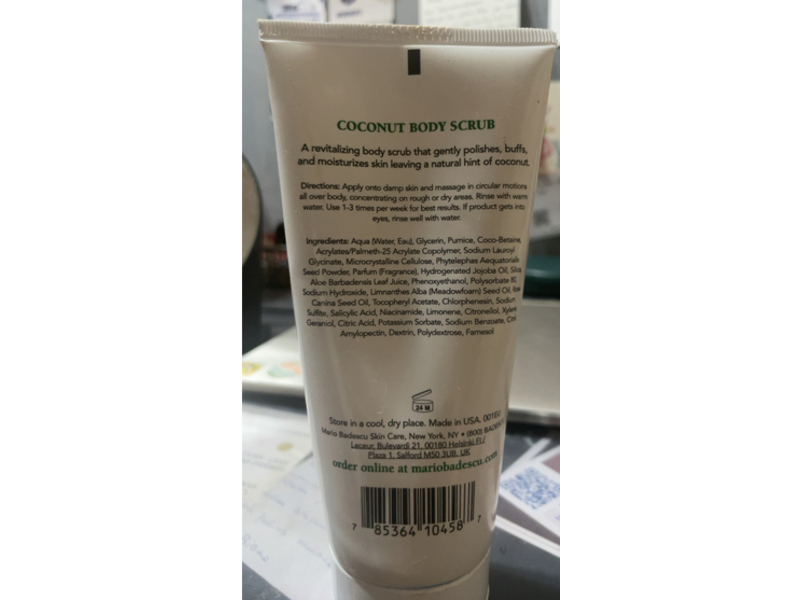 COCONUT BODY SCRUB
A revitalizing body scrub that gently polishes, buffs,
and moisturizes skin leaving a natural hint of coconut.
Directions: Apply onto damp skin and massage in circular motions
all over body, concentrating on rough or dry areas. Rinse with warm
water. Use 1-3 times per week for best results. If product gets into
eyes, rinse well with water.
Ingredients: Aqua (Water, Eau), Glycerin, Pumice, Coco-Betaine,
Acrylates/Palmeth-25 Acrylate Copolymer, Sodium Lauroyl
Glycinate, Microcrystalline Cellulose, Phytelephas Aequatorialis
Seed Powder, Parfum (Fragrance), Hydrogenated Jojoba Oil, Silica,
Aloe Barbadensis Leaf Juice, Phenoxyethanol, Polysorbate 80,
Sodium Hydroxide, Limnanthes Alba (Meadowfoam) Seed Oil, Rosa
Canina Seed Oil, Tocopheryl Acetate, Chlorphenesin, Sodium
Sulfite, Salicylic Acid, Niacinamide, Limonene, Citronellol,
Geraniol, Citric Acid, Potassium Sorbate, Sodium Benzoate,
Amylopectin, Dextrin, Polydextrose, Farnesol
24 M
Store in a cool, dry place. Made in USA. 001EU
Mario Badescu Skin Care, New York, NY • (800) BADESCU
Bulevardi 21, 00180 Helsinki FI /
Plaza 1, Salford M50 3UB, UK
order online at mariobadescu.com
7 85364 10458 7